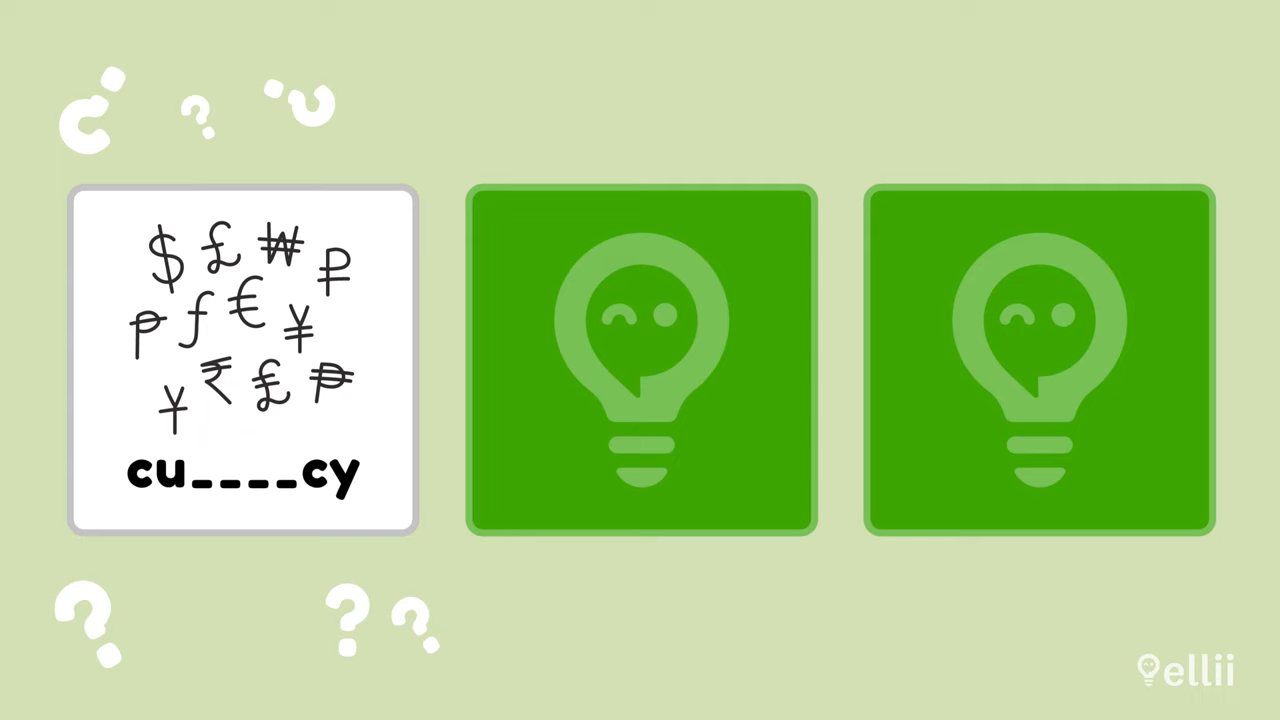 $ £ ₩ ₽
ᵽ ƒ € ¥
Ɏ ₹ ₤ ₱
cu____cy
ellii